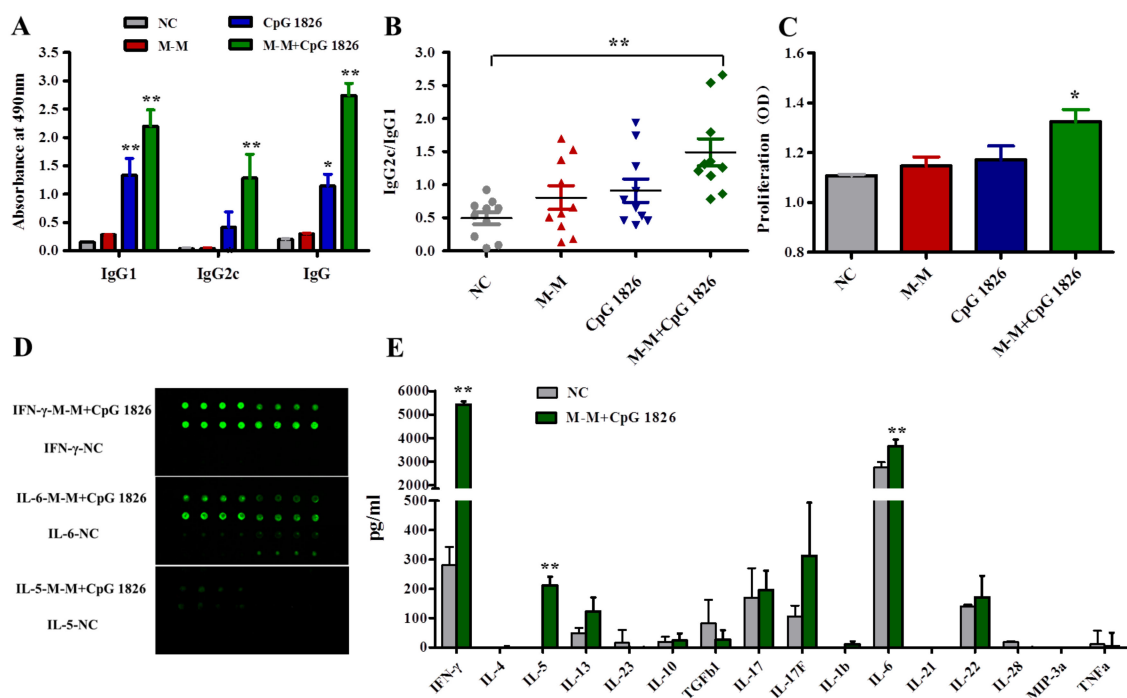 A
NC
CpG 1826
M-M
M-M+CpG 1826
Absorbance at 490nm
3.5
3.0
2.5
2.0
1.5
1.0
0.5
0.0
**
**
**
*
**
IgG1
IgG2c
IgG
B
**
IgG2c/IgG1
3.0
2.5
2.0
1.5
1.0
0.5
0.0
NC
M-M
CpG 1826
M-M+CpG 1826
C
Proliferation (OD)
1.6
1.4
1.2
1.0
0.8
*
NC
M-M
CpG 1826
M-M+CpG 1826
D
IFN-γ-M-M+CpG 1826
IFN-γ-NC
IL-6-M-M+CpG 1826
IL-6-NC
IL-5-M-M+CpG 1826
IL-5-NC
E
NC
M-M+CpG 1826
pg/ml
6000
5000
4000
3000
2000
500
400
300
200
100
0
**
**
**
IFN-γ
IL-4
IL-5
IL-13
IL-23
IL-10
TGFb1
IL-17
IL-17F
IL-1b
IL-6
IL-21
IL-22
IL-28
MIP-3a
TNFa